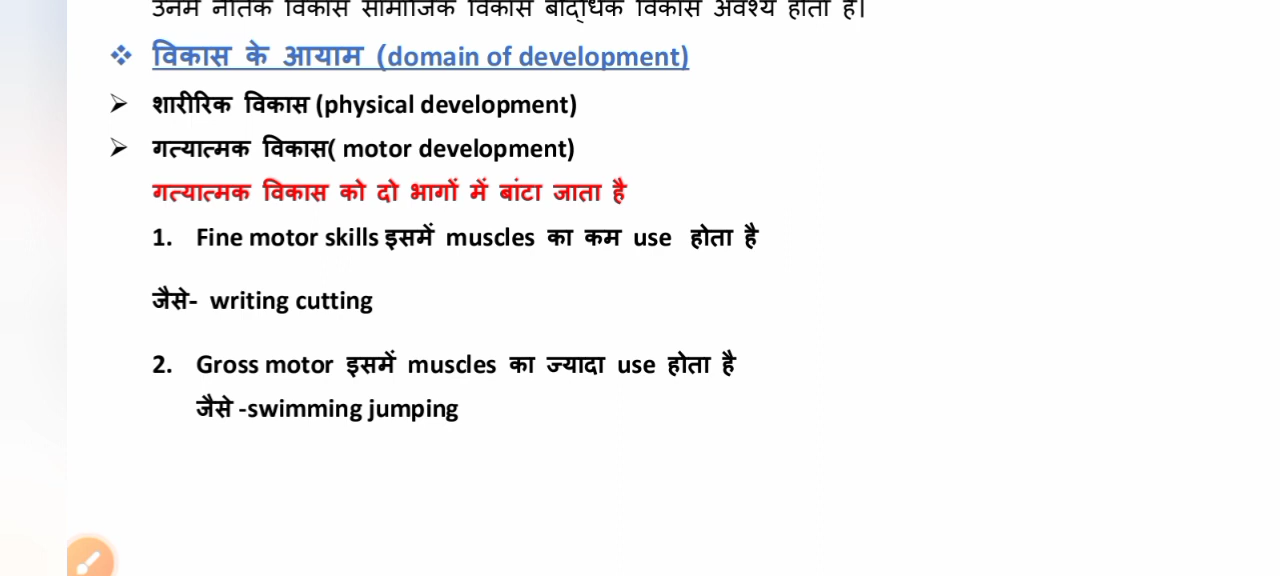 उनमें नैतिक विकास सामाजिक विकास बौद्धिक विकास अवश्य होता है।
❖ विकास के आयाम (domain of development)
➢ शारीरिक विकास (physical development)
➢ गत्यात्मक विकास( motor development)
गत्यात्मक विकास को दो भागों में बांटा जाता है
1. Fine motor skills इसमें muscles का कम use होता है
जैसे- writing cutting
2. Gross motor इसमें muscles का ज्यादा use होता है
जैसे -swimming jumping